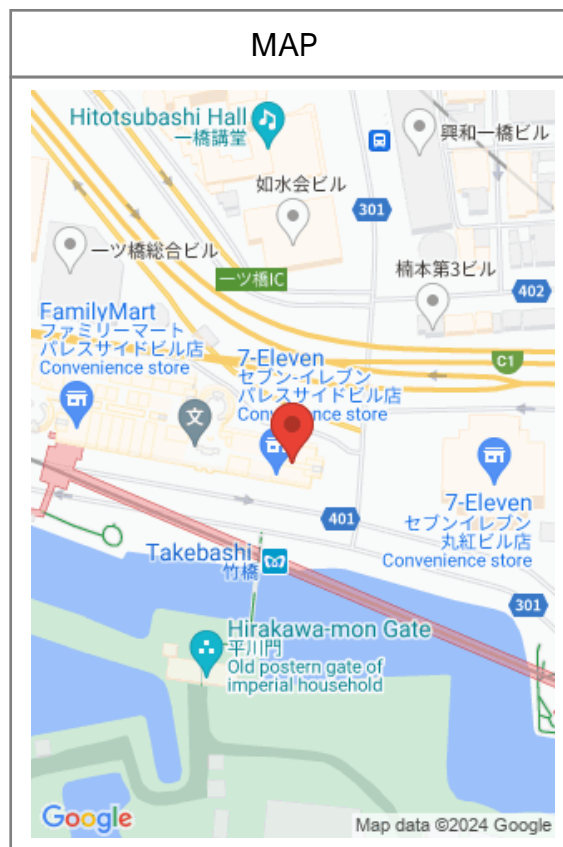 MAP
Hitotsubashi Hall
一橋講堂
興和一橋ビル
如水会ビル
301
一ツ橋総合ビル
一ツ橋IC
楠本第3ビル
402
FamilyMart
ファミリーマート
パレスサイドビル店
Convenience store
7-Eleven
セブン-イレブン
パレスサイドビル店
Convenience store
C1
文
7-Eleven
セブンイレブン
丸紅ビル店
Convenience store
401
Takebashi
竹橋
301
Hirakawa-mon Gate
平川門
Old postern gate of
imperial household
Google
Map data ©2024 Google